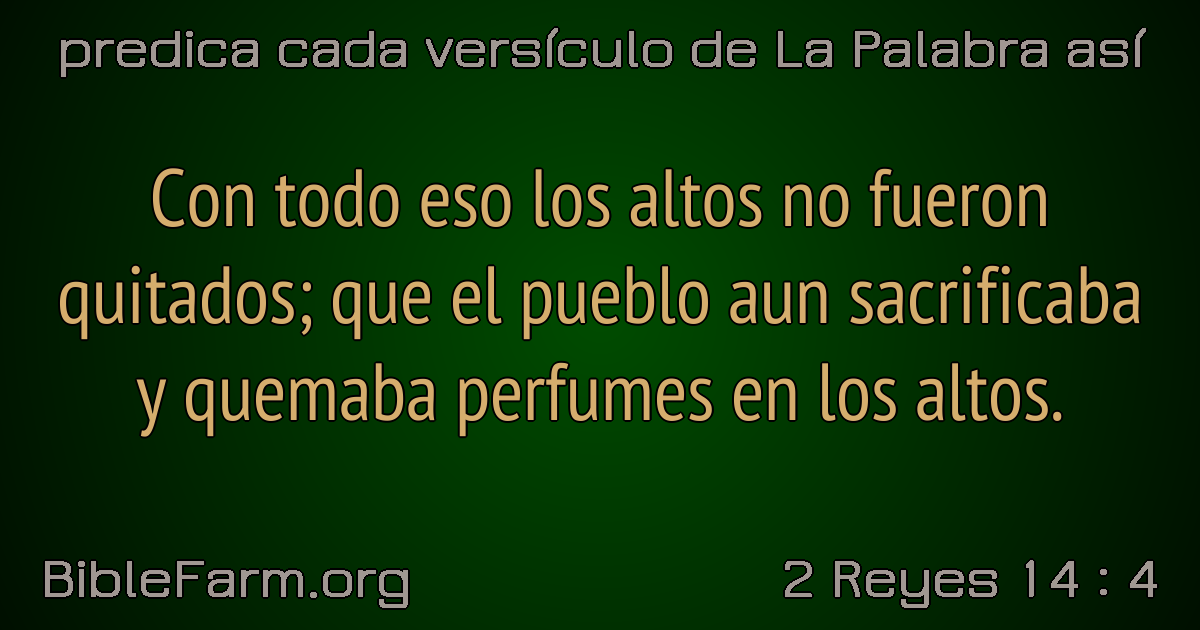 predica cada versículo de La Palabra así
Con todo eso los altos no fueron
quitados; que el pueblo aun sacrificaba
y quemaba perfumes en los altos.
BibleFarm.org
2 Reyes 14 : 4